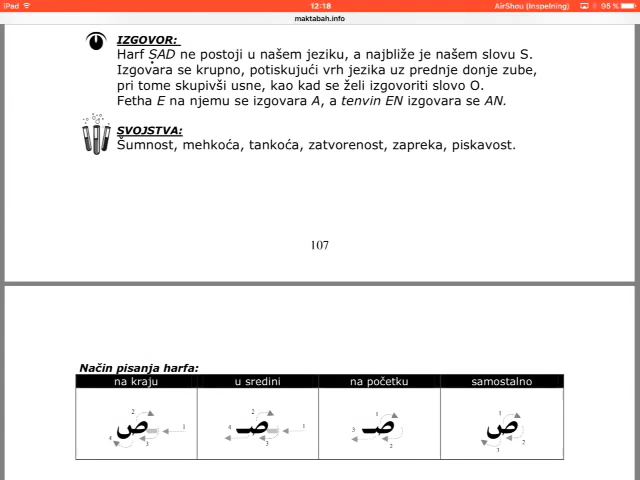 iPad 12:18 AirShou (Inspelning) 95 %
maktabah.info
IZGOVOR:
Harf ṢAD ne postoji u našem jeziku, a najbliže je našem slovu S.
Izgovara se krupno, potiskujući vrh jezika uz prednje donje zube,
pri tome skupivši usne, kao kad se želi izgovoriti slovo O.
Fetha E na njemu se izgovara A, a tenvin EN izgovara se AN.
SVOJSTVA:
Šumnost, mehkoća, tankoća, zatvorenost, zapreka, piskavost.
107
Način pisanja harfa:
na kraju u sredini na početku samostalno
ص صـ صـ ص